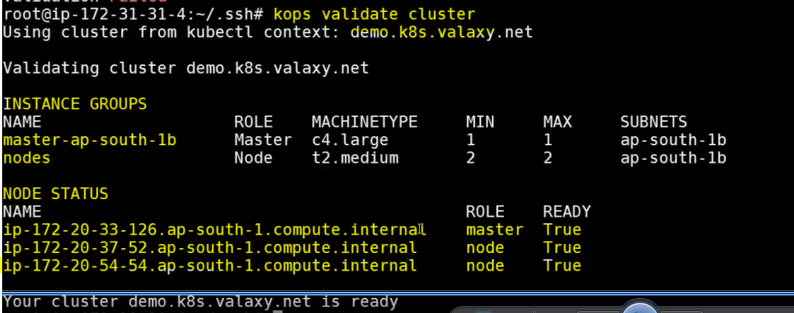 root@ip-172-31-31-4:~/.ssh# kops validate cluster
Using cluster from kubectl context: demo.k8s.valaxy.net
Validating cluster demo.k8s.valaxy.net
INSTANCE GROUPS
NAME ROLE MACHINETYPE MIN MAX SUBNETS
master-ap-south-1b Master c4.large 1 1 ap-south-1b
nodes Node t2.medium 2 2 ap-south-1b
NODE STATUS
NAME ROLE READY
ip-172-20-33-126.ap-south-1.compute.internal master True
ip-172-20-37-52.ap-south-1.compute.internal node True
ip-172-20-54-54.ap-south-1.compute.internal node True
Your cluster demo.k8s.valaxy.net is ready